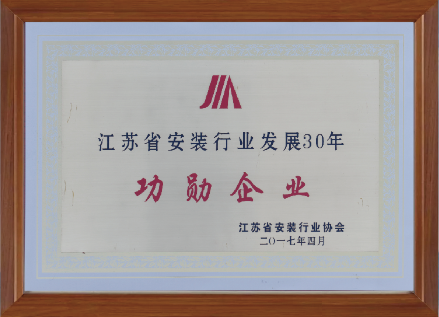 江苏省安装行业发展30年
功勋企业
江苏省安装行业协会
二〇一七年四月